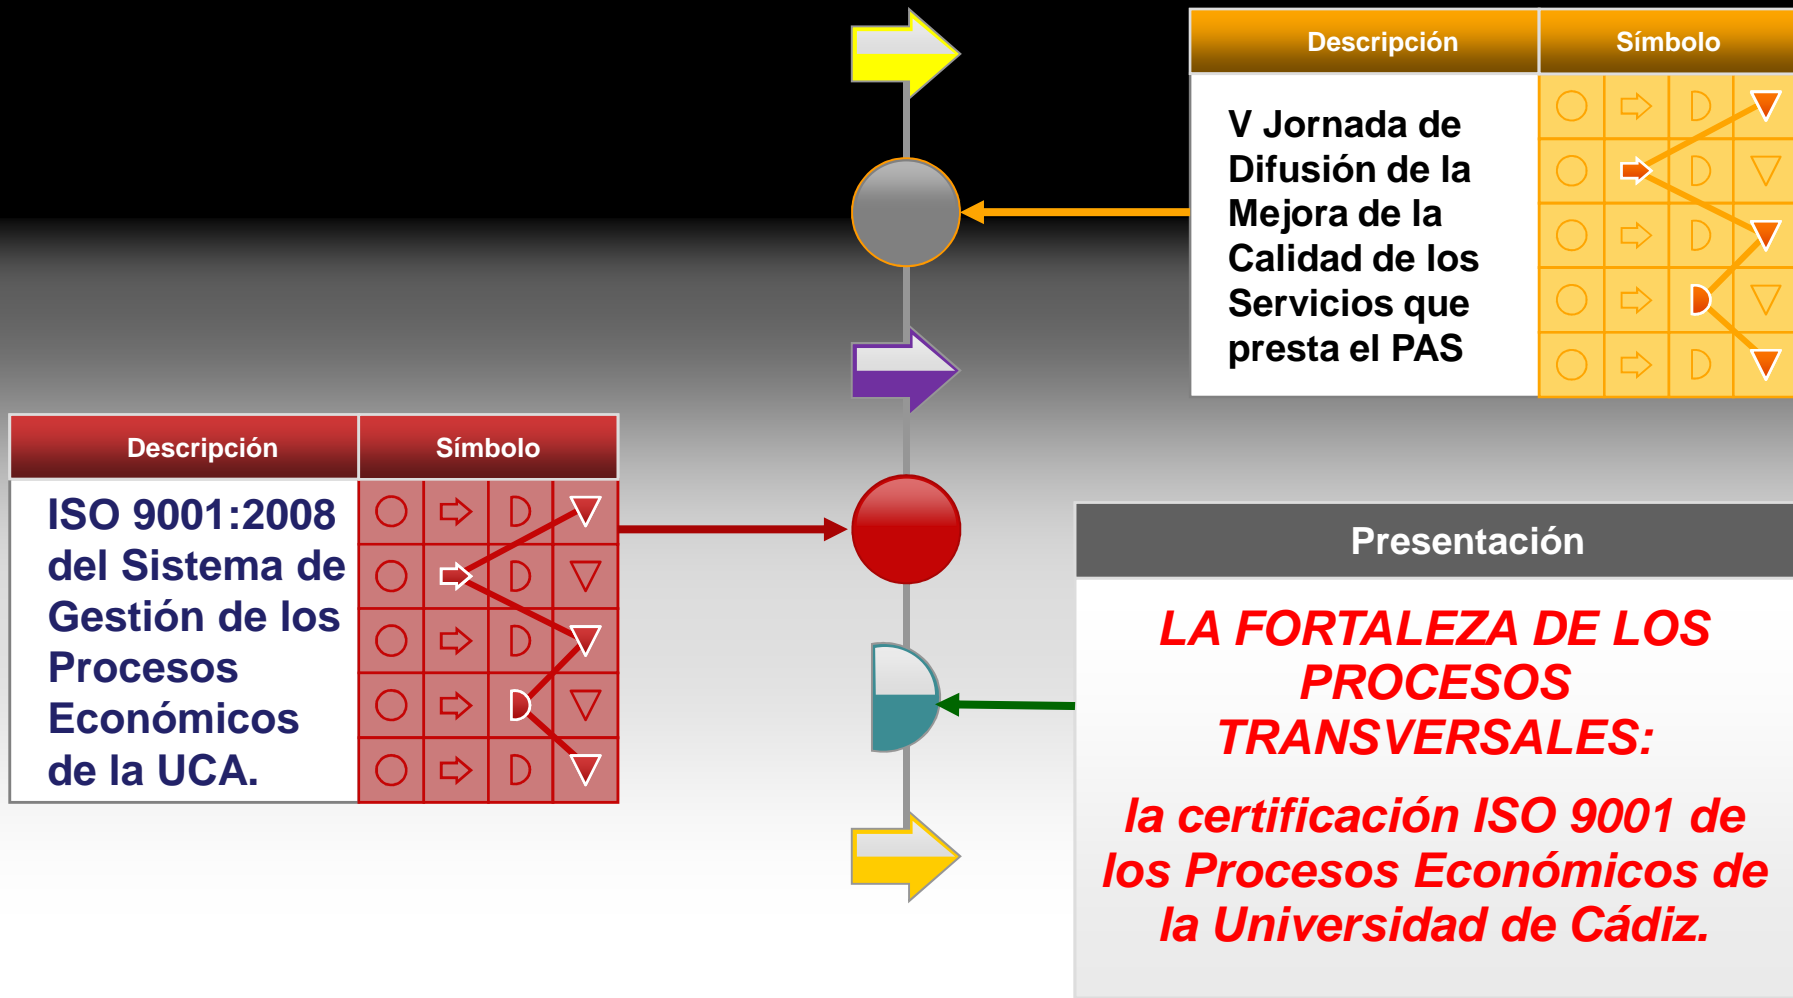 Descripción Símbolo
V Jornada de
Difusión de la
Mejora de la
Calidad de los
Servicios que
presta el PAS
Descripción Símbolo
ISO 9001:2008
del Sistema de
Gestión de los
Procesos
Económicos
de la UCA.
Presentación
LA FORTALEZA DE LOS
PROCESOS
TRANSVERSALES:
la certificación ISO 9001 de
los Procesos Económicos de
la Universidad de Cádiz.